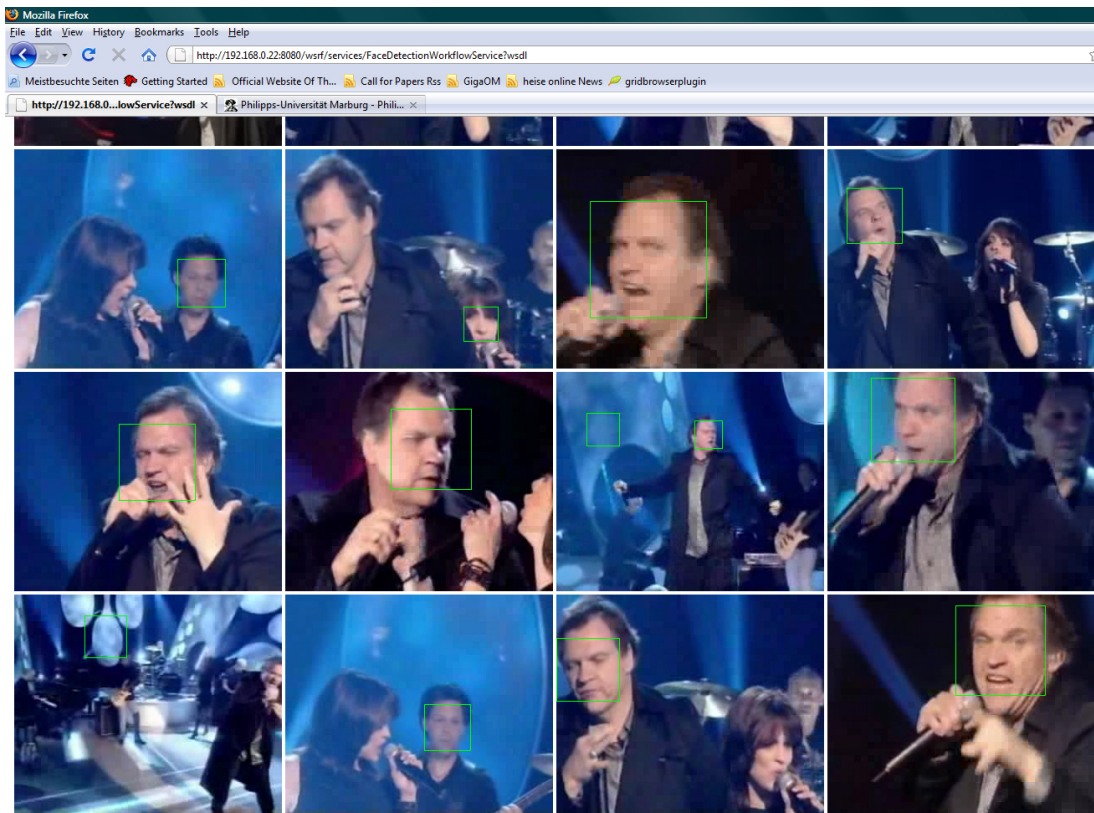 Mozilla Firefox
File Edit View History Bookmarks Tools Help
http://192.168.0.22:8080/wsrf/services/FaceDetectionWorkflowService?wsdl
Meistbesuchte Seiten Getting Started Official Website Of Th... Call for Papers Rss GigaOM heise online News gridbrowserplugin
http://192.168.0...lowService?wsdl Philipps-Universität Marburg - Phili...